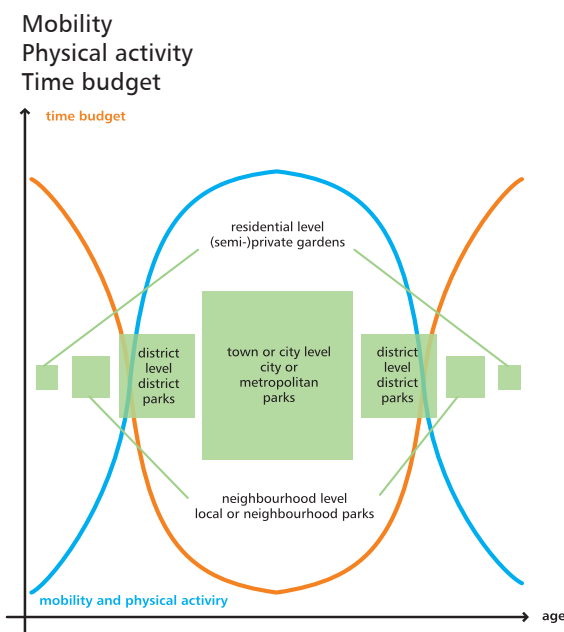 Mobility
Physical activity
Time budget
time budget
residential level
(semi-)private gardens
district
level
district
parks
town or city level
city or
metropolitan
parks
district
level
district
parks
neighbourhood level
local or neighbourhood parks
mobility and physical activiry
age